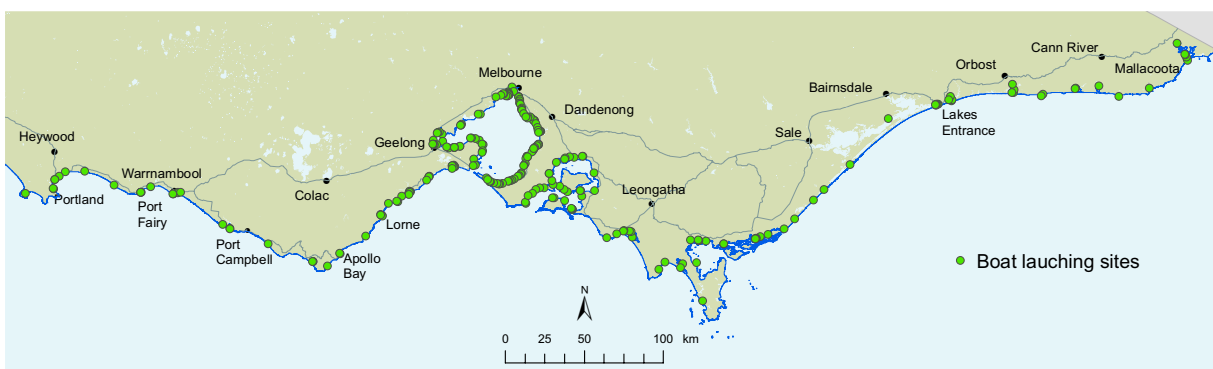 Cann River
Orbost
Mallacoota
Melbourne
Bairnsdale
Dandenong
Lakes
Entrance
Heywood
Sale
Geelong
Warrnambool
Colac
Leongatha
Portland
Port
Fairy
Lorne
Port
Campbell
Apollo
Bay
Boat lauching sites
N
0 25 50 100 km